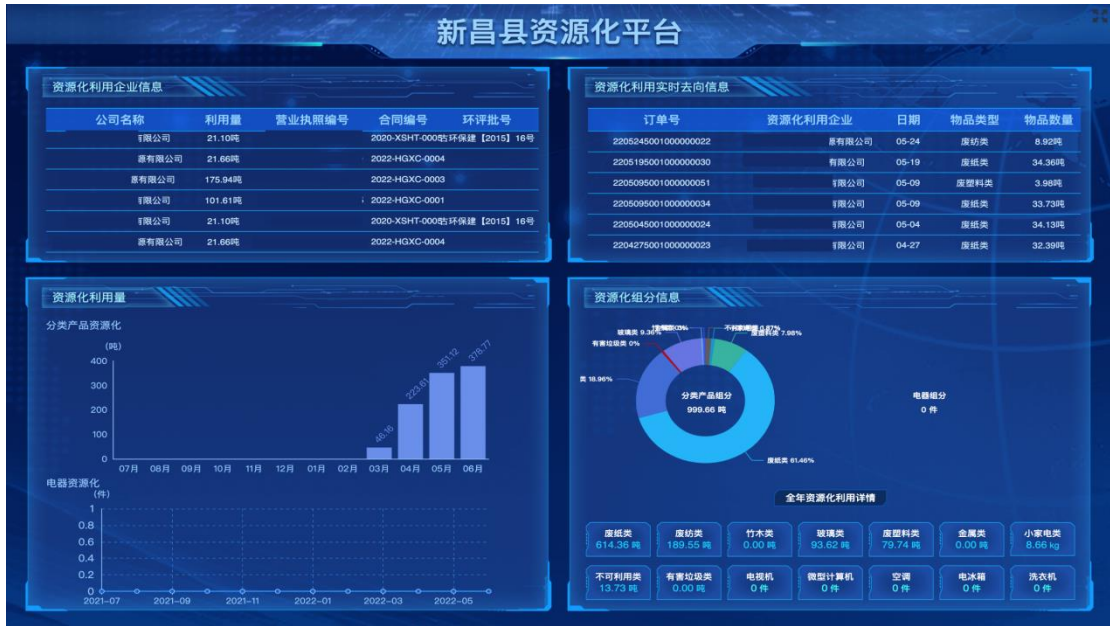 新昌县资源化平台
资源化利用企业信息
公司名称 利用量 营业执照编号 合同编号 环评批号
有限公司 21.10吨 2020-XSHT-0005 环保建【2015】16号
源有限公司 21.66吨 2022-HGXC-0004
源有限公司 175.94吨 2022-HGXC-0003
有限公司 101.61吨 2022-HGXC-0001
有限公司 21.10吨 2020-XSHT-0005 环保建【2015】16号
源有限公司 21.66吨 2022-HGXC-0004
资源化利用实时去向信息
订单号 资源化利用企业 日期 物品类型 物品数量
2205245001000000022 源有限公司 05-24 废纺类 8.92吨
2205195001000000030 有限公司 05-19 废纸类 34.36吨
2205095001000000051 有限公司 05-09 废塑料类 3.98吨
2205095001000000034 有限公司 05-09 废纸类 33.73吨
2205045001000000024 有限公司 05-04 废纸类 34.13吨
2204275001000000023 有限公司 04-27 废纸类 32.39吨
资源化利用量
分类产品资源化
(吨)
400
300
200
100
0
46.16 223.61 351.12 378.77
07月 08月 09月 10月 11月 12月 01月 02月 03月 04月 05月 06月
电器资源化
(件)
1
0.8
0.6
0.4
0.2
0
2021-07 2021-09 2021-11 2022-01 2022-03 2022-05
资源化组分信息
玻璃类 9.36%
废塑料类 7.98%
有害垃圾类 0%
类 18.96%
分类产品组分
999.66 吨
废纸类 61.46%
电器组分
0 件
全年资源化利用详情
废纸类 废纺类 竹木类 玻璃类 废塑料类 金属类 小家电类
614.36 吨 189.55 吨 0.00 吨 93.62 吨 79.74 吨 0.00 吨 8.66 kg
不可利用类 有害垃圾类 电视机 微型计算机 空调 电冰箱 洗衣机
13.73 吨 0.00 吨 0 件 0 件 0 件 0 件 0 件